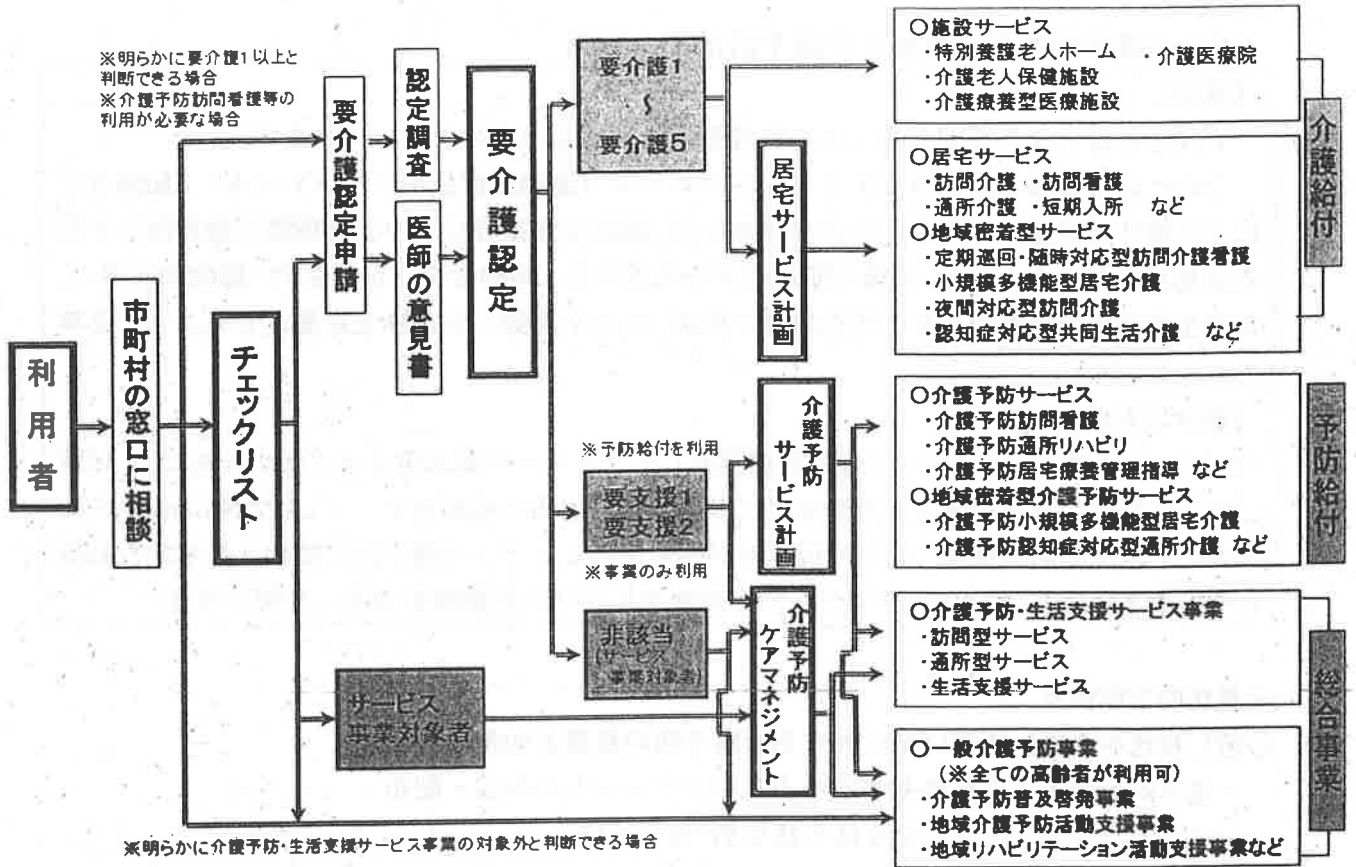 ※明らかに要介護1以上と
判断できる場合
※介護予防訪問看護等の
利用が必要な場合
利用者
市町村の窓口に相談
チェックリスト
要介護認定申請
認定調査
医師の意見書
要介護認定
要介護1
～
要介護5
※予防給付を利用
要支援1
要支援2
※事業のみ利用
非該当
(サービス
事業対象者)
サービス
事業対象者
居宅サービス計画
介護予防
サービス計画
介護予防
ケアマネジメント
○施設サービス
・特別養護老人ホーム ・介護医療院
・介護老人保健施設
・介護療養型医療施設
○居宅サービス
・訪問介護 ・訪問看護
・通所介護 ・短期入所 など
○地域密着型サービス
・定期巡回・随時対応型訪問介護看護
・小規模多機能型居宅介護
・夜間対応型訪問介護
・認知症対応型共同生活介護 など
介護給付
○介護予防サービス
・介護予防訪問看護
・介護予防通所リハビリ
・介護予防居宅療養管理指導 など
○地域密着型介護予防サービス
・介護予防小規模多機能型居宅介護
・介護予防認知症対応型通所介護 など
予防給付
○介護予防・生活支援サービス事業
・訪問型サービス
・通所型サービス
・生活支援サービス
○一般介護予防事業
(※全ての高齢者が利用可)
・介護予防普及啓発事業
・地域介護予防活動支援事業
・地域リハビリテーション活動支援事業など
総合事業
※明らかに介護予防・生活支援サービス事業の対象外と判断できる場合